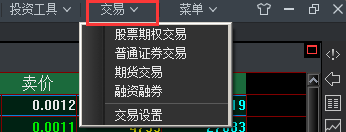 投资工具 交易 菜单
股票期权交易
普通证券交易
期货交易
融资融券
交易设置
卖价
0.0012 19
0.0011